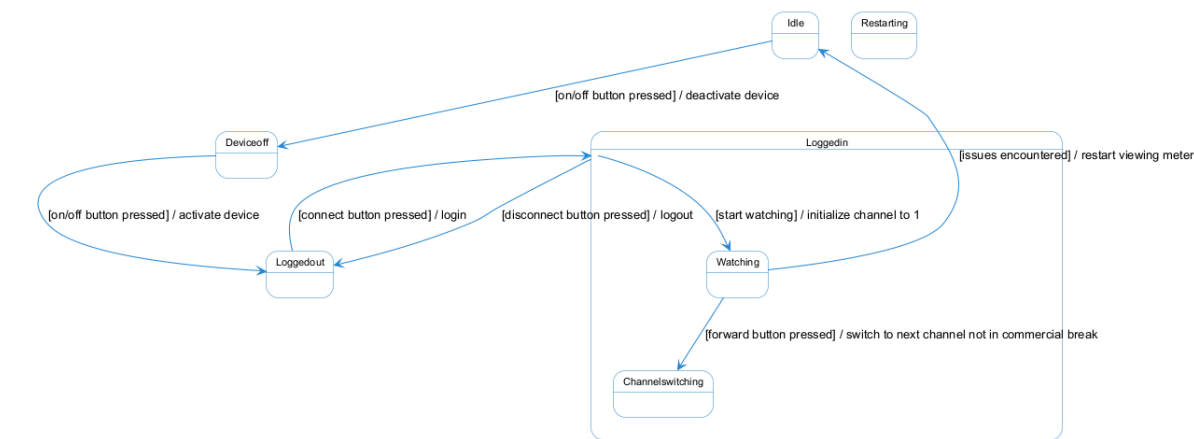 Idle
Restarting
[on/off button pressed] / deactivate device
Deviceoff
Loggedin
[issues encountered] / restart viewing meter
[on/off button pressed] / activate device
[connect button pressed] / login
[disconnect button pressed] / logout
[start watching] / initialize channel to 1
Loggedout
Watching
[forward button pressed] / switch to next channel not in commercial break
Channelswitching